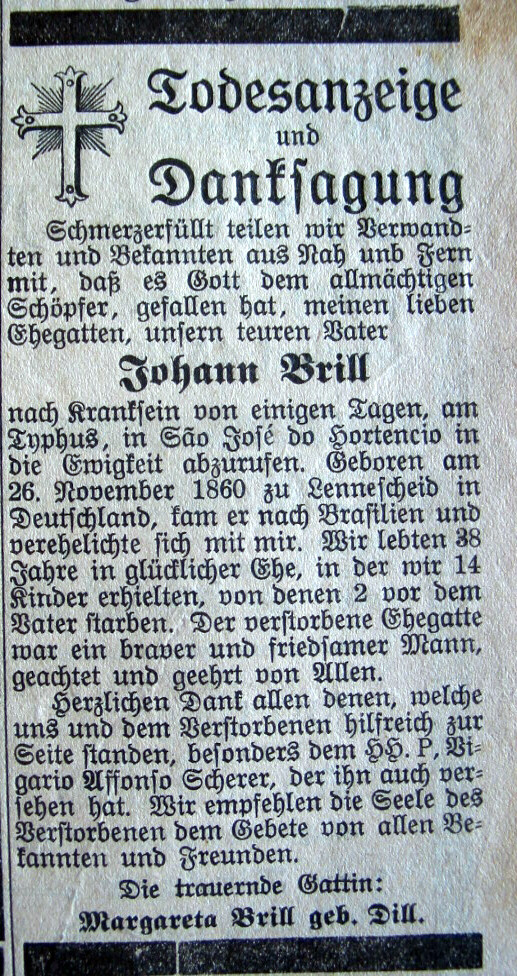 Todesanzeige
und
Danksagung
Schmerzerfüllt teilen wir Verwand-
ten und Bekannten aus Nah unb Fern
mit, daß es Gott dem allmächtigen
Schöpfer, gefallen hat, meinen lieben
Ehegatten, unsern teuren Vater
Johann Brill
nach Kranksein von einigen Tagen, am
Typhus, in São José do Hortencio in
die Ewigkeit abzurufen. Geboren am
26. November 1860 zu Lennescheid in
Deutschland, kam er nach Brasilien und
verehelichte sich mit mir. Wir lebten 38
Jahre in glücklicher Ehe, in der wir 14
Kinder erhielten, von denen 2 vor dem
Vater starben. Der verstorbene Ehegatte
war ein braver und friedsamer Mann,
geachtet und geehrt von Allen.
Herzlichen Dank allen denen, welche
uns und dem Verstorbenen hilfreich zur
Seite standen, besonders dem HH. P. Vi-
gario Affonso Scherer, der ihn auch ver-
sehen hat. Wir empfehlen die Seele des
Verstorbenen dem Gebete von allen Be-
kannten und Freunden.
Die trauernde Gattin:
Margareta Brill geb. Dill.